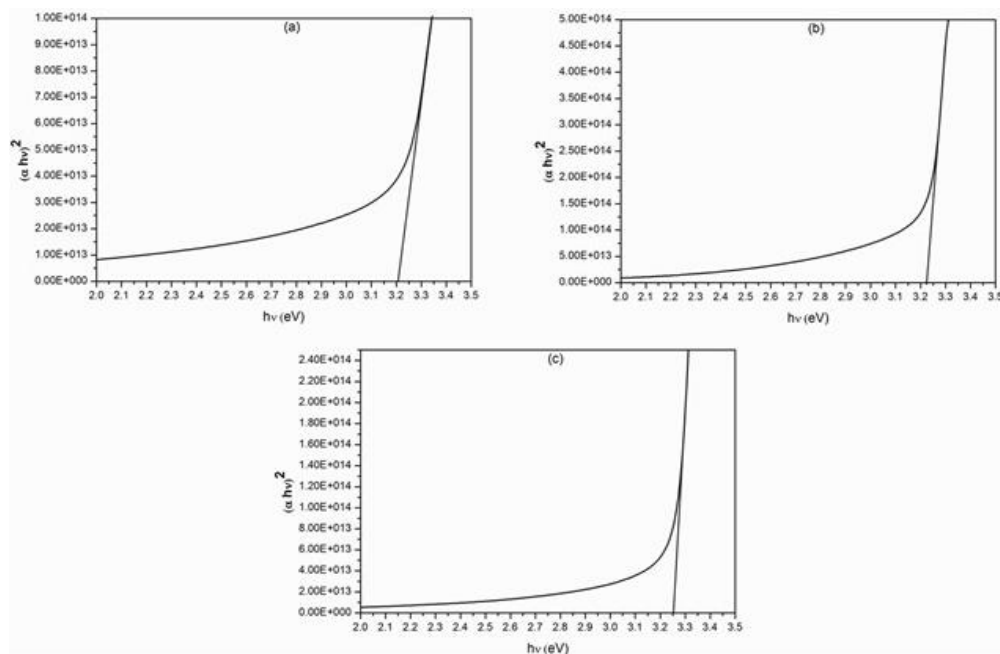 (a)
1.00E+014
9.00E+013
8.00E+013
7.00E+013
6.00E+013
5.00E+013
4.00E+013
3.00E+013
2.00E+013
1.00E+013
0.00E+000
(α hν)²
2.0 2.1 2.2 2.3 2.4 2.5 2.6 2.7 2.8 2.9 3.0 3.1 3.2 3.3 3.4 3.5
hν (eV)
(b)
5.00E+014
4.50E+014
4.00E+014
3.50E+014
3.00E+014
2.50E+014
2.00E+014
1.50E+014
1.00E+014
5.00E+013
0.00E+000
(α hν)²
2.0 2.1 2.2 2.3 2.4 2.5 2.6 2.7 2.8 2.9 3.0 3.1 3.2 3.3 3.4 3.5
hν (eV)
(c)
2.40E+014
2.20E+014
2.00E+014
1.80E+014
1.60E+014
1.40E+014
1.20E+014
1.00E+014
8.00E+013
6.00E+013
4.00E+013
2.00E+013
0.00E+000
(α hν)²
2.0 2.1 2.2 2.3 2.4 2.5 2.6 2.7 2.8 2.9 3.0 3.1 3.2 3.3 3.4 3.5
hν (eV)